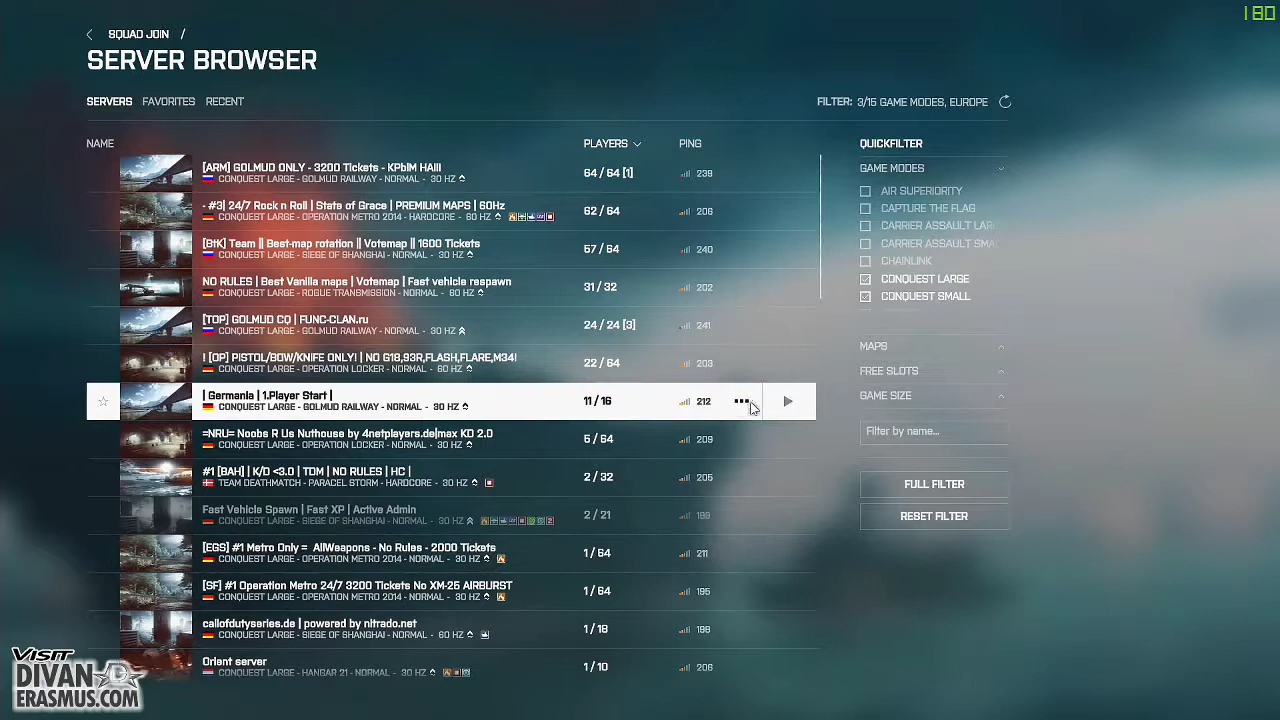 180
SQUAD JOIN /
SERVER BROWSER
SERVERS FAVORITES RECENT
FILTER: 3/15 GAME MODES, EUROPE
NAME PLAYERS PING
[ARM] GOLMUD ONLY - 3200 Tickets - KPbIM HAIII
CONQUEST LARGE - GOLMUD RAILWAY - NORMAL - 30 HZ
64 / 64 [1] 239
- #3| 24/7 Rock n Roll | State of Grace | PREMIUM MAPS | 60Hz
CONQUEST LARGE - OPERATION METRO 2014 - HARDCORE - 60 HZ
62 / 64 206
[BtK] Team || Best-map rotation || Votemap || 1600 Tickets
CONQUEST LARGE - SIEGE OF SHANGHAI - NORMAL - 30 HZ
57 / 64 240
NO RULES | Best Vanilla maps | Votemap | Fast vehicle respawn
CONQUEST LARGE - ROGUE TRANSMISSION - NORMAL - 60 HZ
31 / 32 202
[TOP] GOLMUD CQ | FUNC-CLAN.ru
CONQUEST LARGE - GOLMUD RAILWAY - NORMAL - 30 HZ
24 / 24 [3] 241
! [OP] PISTOL/BOW/KNIFE ONLY! | NO G18,93R,FLASH,FLARE,M34!
CONQUEST LARGE - OPERATION LOCKER - NORMAL - 60 HZ
22 / 64 203
| Germania | 1.Player Start |
CONQUEST LARGE - GOLMUD RAILWAY - NORMAL - 30 HZ
11 / 16 212
=NRU= Noobs R Us Nuthouse by 4netplayers.de|max KD 2.0
CONQUEST LARGE - OPERATION LOCKER - NORMAL - 30 HZ
5 / 64 209
#1 [BAH] | K/D <3.0 | TDM | NO RULES | HC |
TEAM DEATHMATCH - PARACEL STORM - HARDCORE - 30 HZ
2 / 32 205
Fast Vehicle Spawn | Fast XP | Active Admin
CONQUEST LARGE - SIEGE OF SHANGHAI - NORMAL - 30 HZ
2 / 21 199
[EGS] #1 Metro Only = AllWeapons - No Rules - 2000 Tickets
CONQUEST LARGE - OPERATION METRO 2014 - NORMAL - 30 HZ
1 / 64 211
[SF] #1 Operation Metro 24/7 3200 Tickets No XM-25 AIRBURST
CONQUEST LARGE - OPERATION METRO 2014 - NORMAL - 30 HZ
1 / 64 195
callofdutyseries.de | powered by nitrado.net
CONQUEST LARGE - SIEGE OF SHANGHAI - NORMAL - 60 HZ
1 / 18 198
Orient server
CONQUEST LARGE - HANGAR 21 - NORMAL - 30 HZ
1 / 10 206
QUICKFILTER
GAME MODES
AIR SUPERIORITY
CAPTURE THE FLAG
CARRIER ASSAULT LAR
CARRIER ASSAULT SMA
CHAINLINK
CONQUEST LARGE
CONQUEST SMALL
MAPS
FREE SLOTS
GAME SIZE
Filter by name...
FULL FILTER
RESET FILTER
VISIT
DIVAN
ERASMUS.COM